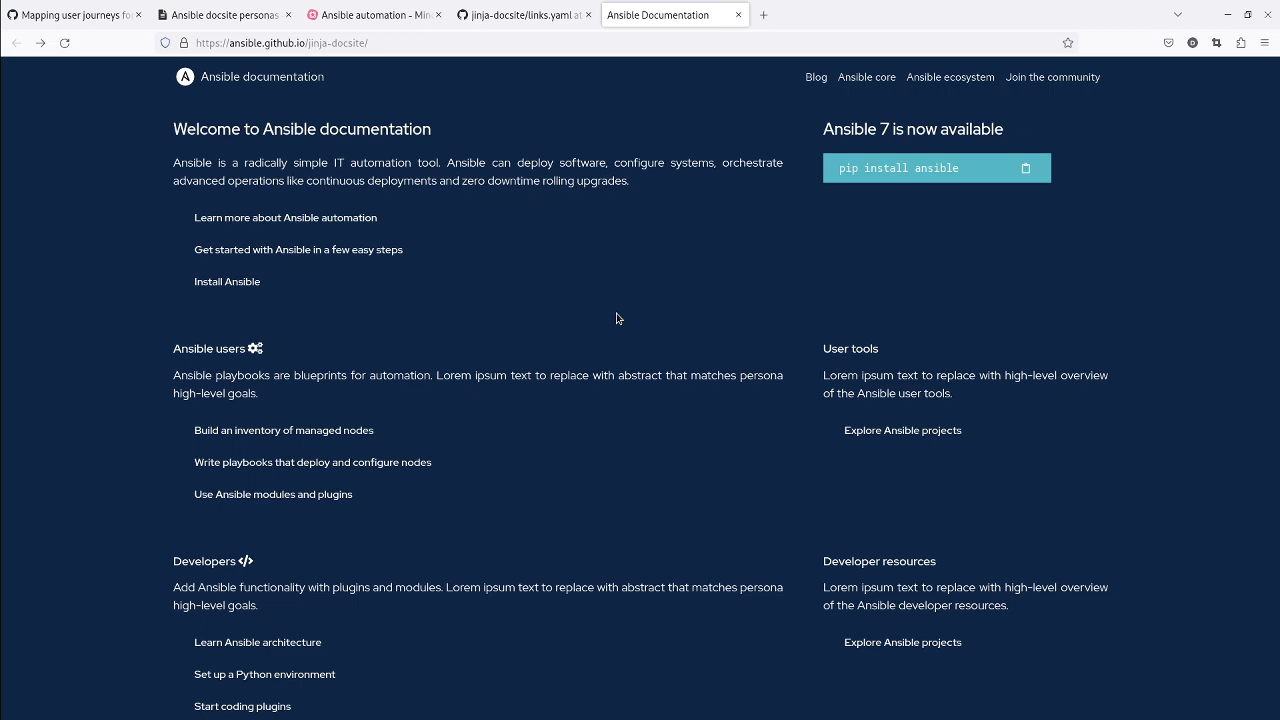 Mapping user journeys fo
Ansible docsite personas
Ansible automation - Min
jinja-docsite/links.yaml at
Ansible Documentation
https://ansible.github.io/jinja-docsite/
Ansible documentation
Blog
Ansible core
Ansible ecosystem
Join the community
Welcome to Ansible documentation
Ansible is a radically simple IT automation tool. Ansible can deploy software, configure systems, orchestrate
advanced operations like continuous deployments and zero downtime rolling upgrades.
Learn more about Ansible automation
Get started with Ansible in a few easy steps
Install Ansible
Ansible 7 is now available
pip install ansible
Ansible users
Ansible playbooks are blueprints for automation. Lorem ipsum text to replace with abstract that matches persona
high-level goals.
Build an inventory of managed nodes
Write playbooks that deploy and configure nodes
Use Ansible modules and plugins
User tools
Lorem ipsum text to replace with high-level overview
of the Ansible user tools.
Explore Ansible projects
Developers
Add Ansible functionality with plugins and modules. Lorem ipsum text to replace with abstract that matches persona
high-level goals.
Learn Ansible architecture
Set up a Python environment
Start coding plugins
Developer resources
Lorem ipsum text to replace with high-level overview
of the Ansible developer resources.
Explore Ansible projects